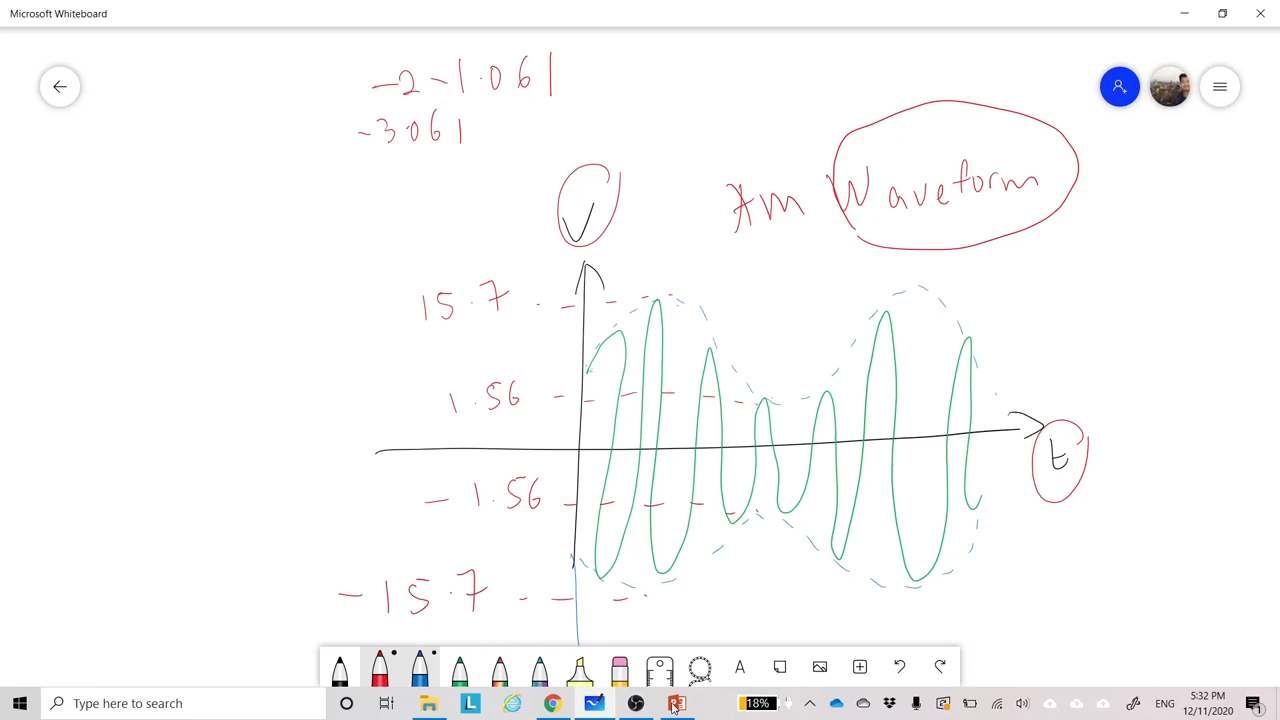 Microsoft Whiteboard
-2-1.061
-3.061
V
Am Waveform
15.7
1.56
t
-1.56
-15.7
A
Type here to search
L
18%
5:32 PM
12/11/2020
1